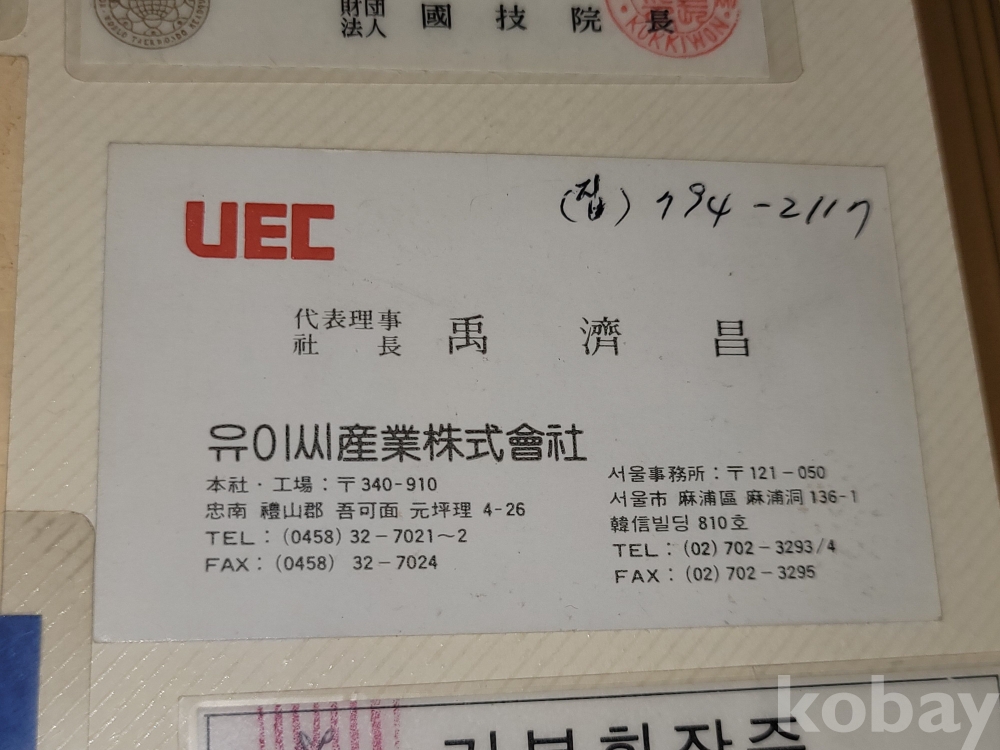 財団
法人 國技院長
KUKKIWON
UEC
(집) 794-2117
代表理事
社長 禹濟昌
유이씨産業株式會社
本社·工場:〒340-910
忠南 禮山郡 吾可面 元坪理 4-26
TEL:(0458) 32-7021~2
FAX:(0458) 32-7024
서울事務所:〒121-050
서울市 麻浦區 麻浦洞 136-1
韓信빌딩 810호
TEL:(02) 702-3293/4
FAX:(02) 702-3295
kobay